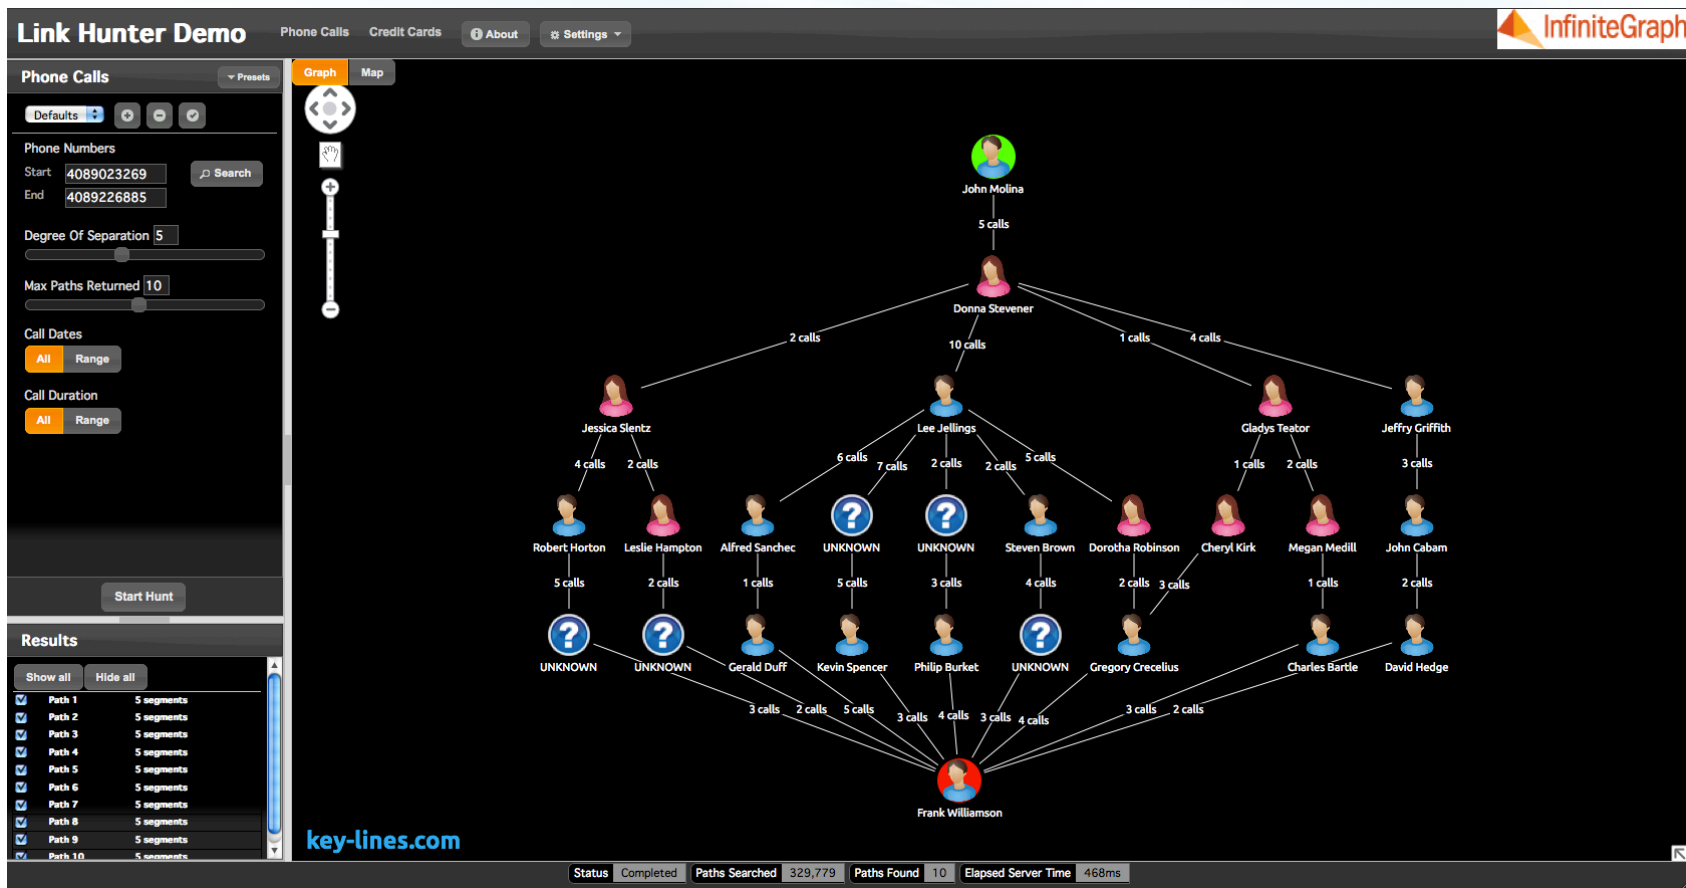 Link Hunter Demo
Phone Calls
Credit Cards
About
Settings
InfiniteGraph
Phone Calls
Presets
Graph
Map
Defaults
Phone Numbers
Start 4089023269
Search
End 4089226885
Degree Of Separation 5
Max Paths Returned 10
Call Dates
All Range
Call Duration
All Range
Start Hunt
Results
Show all Hide all
Path 1 5 segments
Path 2 5 segments
Path 3 5 segments
Path 4 5 segments
Path 5 5 segments
Path 6 5 segments
Path 7 5 segments
Path 8 5 segments
Path 9 5 segments
Path 10 5 segments
John Molina
5 calls
Donna Stevener
2 calls 10 calls 1 calls 4 calls
Jessica Slentz Lee Jellings Gladys Teator Jeffry Griffith
4 calls 2 calls 6 calls 7 calls 2 calls 2 calls 5 calls 1 calls 2 calls 3 calls
Robert Horton Leslie Hampton Alfred Sanchec UNKNOWN UNKNOWN Steven Brown Dorotha Robinson Cheryl Kirk Megan Medill John Cabam
5 calls 2 calls 1 calls 5 calls 3 calls 4 calls 2 calls 3 calls 1 calls 2 calls
UNKNOWN UNKNOWN Gerald Duff Kevin Spencer Philip Burket UNKNOWN Gregory Crecelius Charles Bartle David Hedge
3 calls 2 calls 5 calls 3 calls 4 calls 3 calls 4 calls 3 calls 2 calls
Frank Williamson
key-lines.com
Status Completed Paths Searched 329,779 Paths Found 10 Elapsed Server Time 468ms